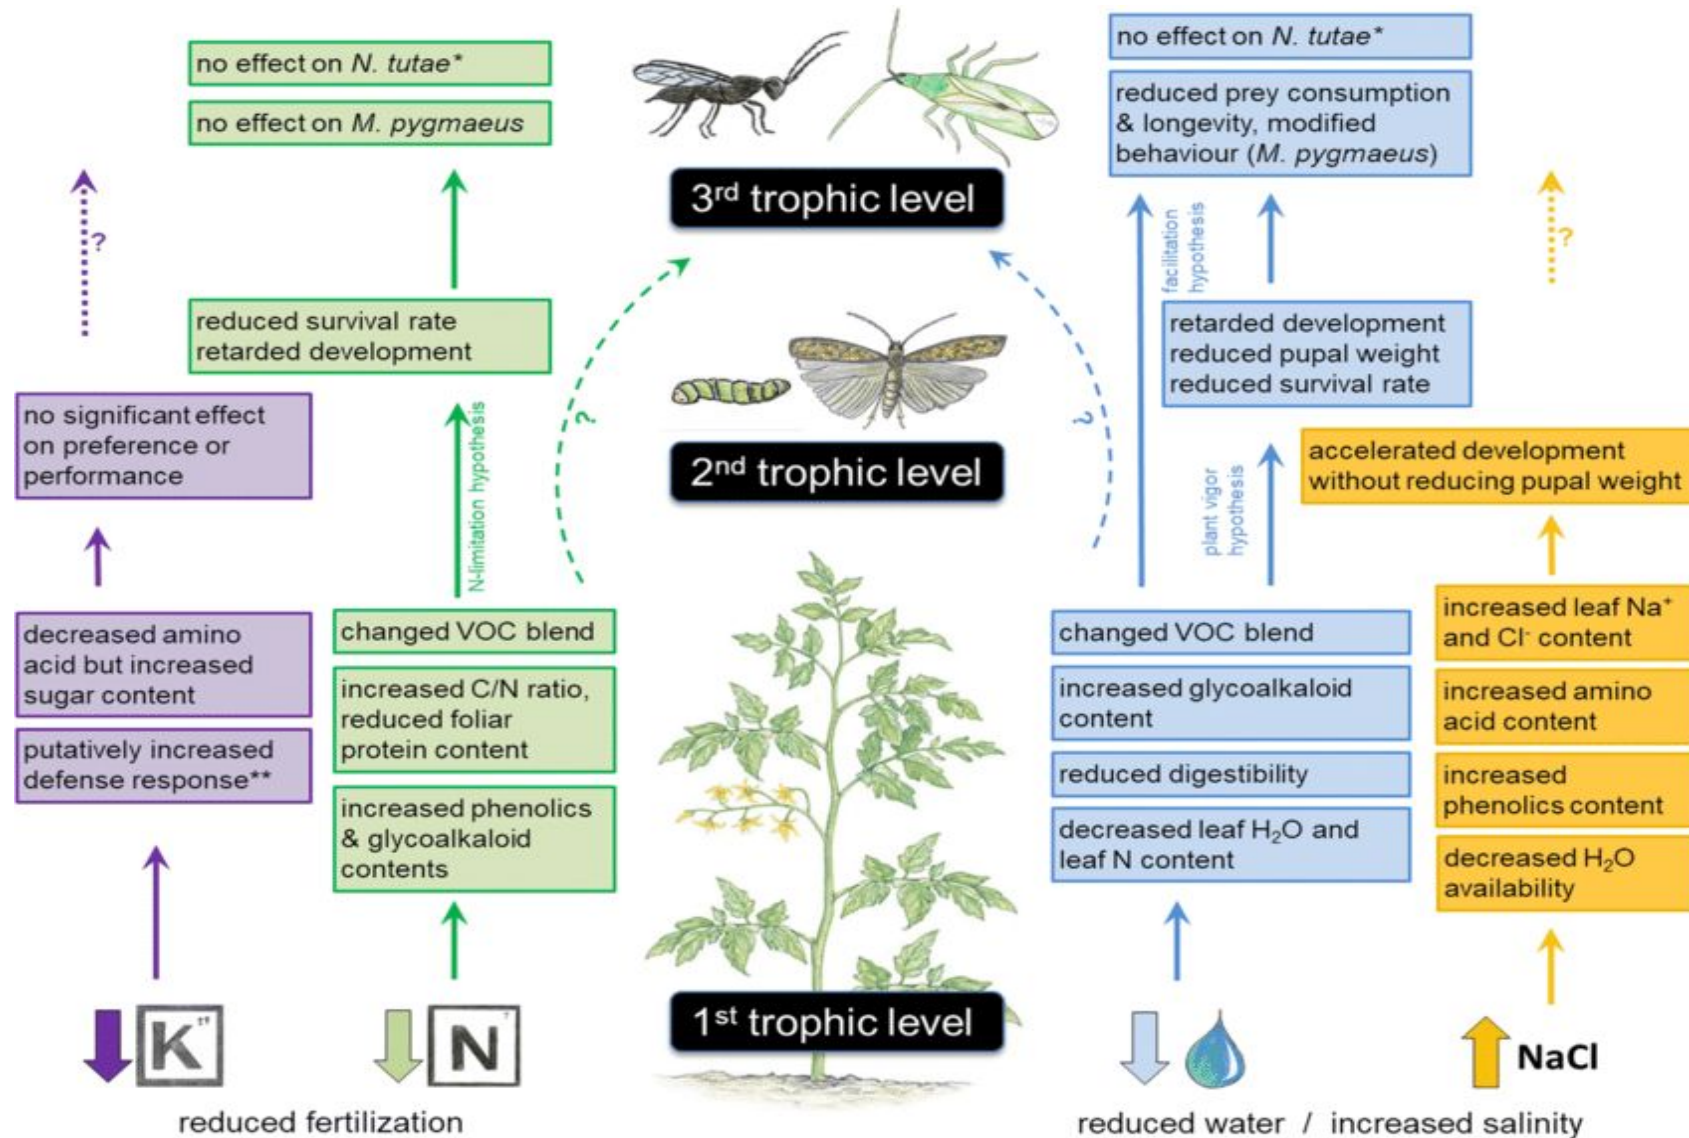 no effect on N. tutae*
no effect on M. pygmaeus
?
reduced survival rate
retarded development
no significant effect
on preference or
performance
N-limitation hypothesis
?
decreased amino
acid but increased
sugar content
putatively increased
defense response**
changed VOC blend
increased C/N ratio,
reduced foliar
protein content
increased phenolics
& glycoalkaloid
contents
K 19
N 7
reduced fertilization
3rd trophic level
2nd trophic level
1st trophic level
no effect on N. tutae*
reduced prey consumption
& longevity, modified
behaviour (M. pygmaeus)
facilitation
hypothesis
?
retarded development
reduced pupal weight
reduced survival rate
?
plant vigor
hypothesis
accelerated development
without reducing pupal weight
changed VOC blend
increased glycoalkaloid
content
reduced digestibility
decreased leaf H₂O and
leaf N content
increased leaf Na⁺
and Cl⁻ content
increased amino
acid content
increased
phenolics content
decreased H₂O
availability
NaCl
reduced water / increased salinity